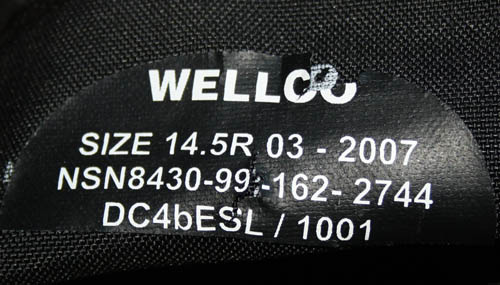 WELLCO
SIZE 14.5R 03 - 2007
NSN8430-99-162-2744
DC4bESL / 1001